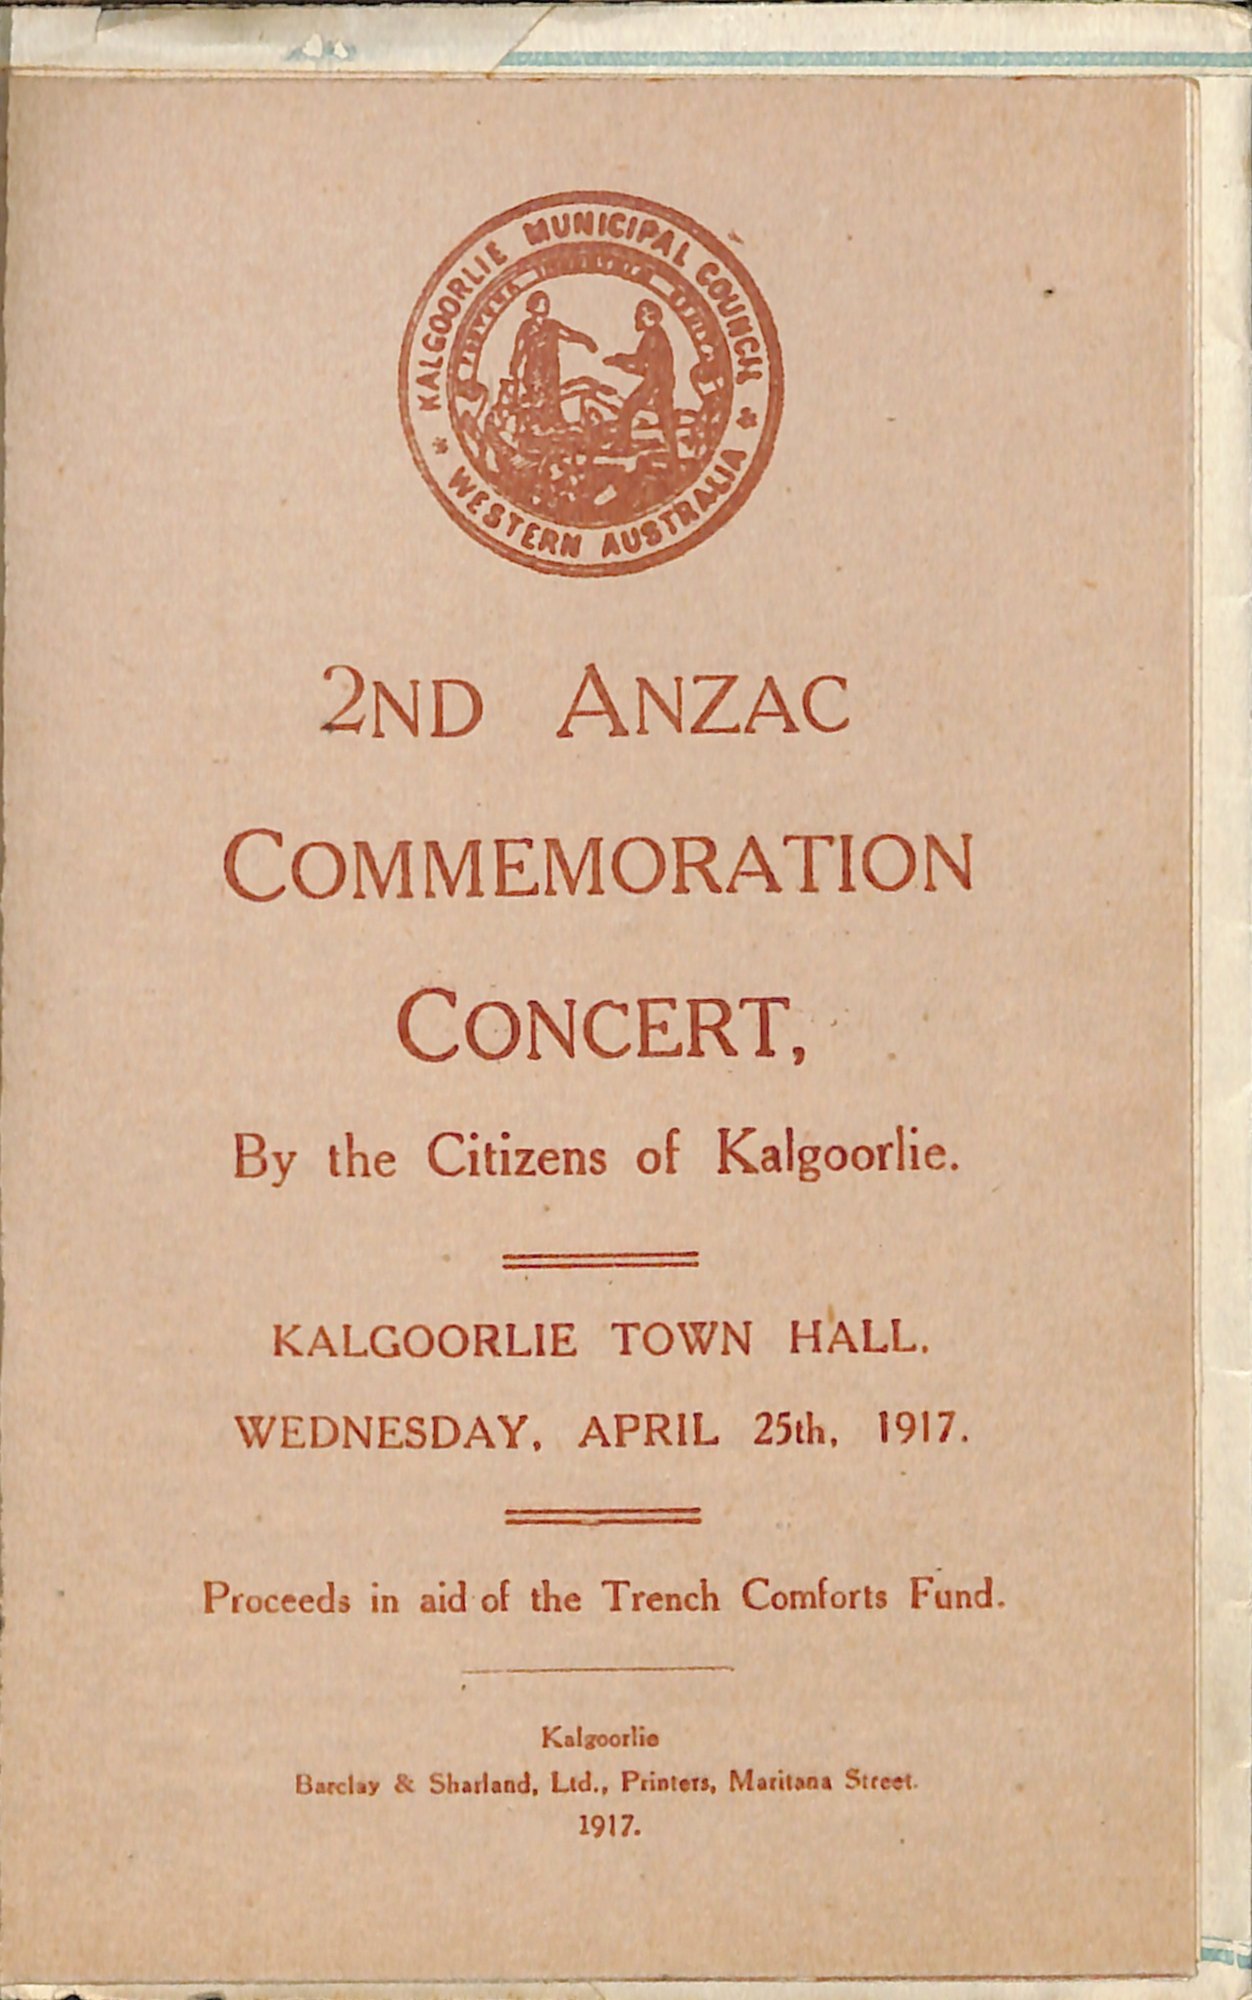 KALGOORLIE MUNICIPAL COUNCIL
* WESTERN AUSTRALIA *
2ND ANZAC
COMMEMORATION
CONCERT,
By the Citizens of Kalgoorlie.
KALGOORLIE TOWN HALL.
WEDNESDAY, APRIL 25th, 1917.
Proceeds in aid of the Trench Comforts Fund.
Kalgoorlie
Barclay & Sharland, Ltd., Printers, Maritana Street.
1917.